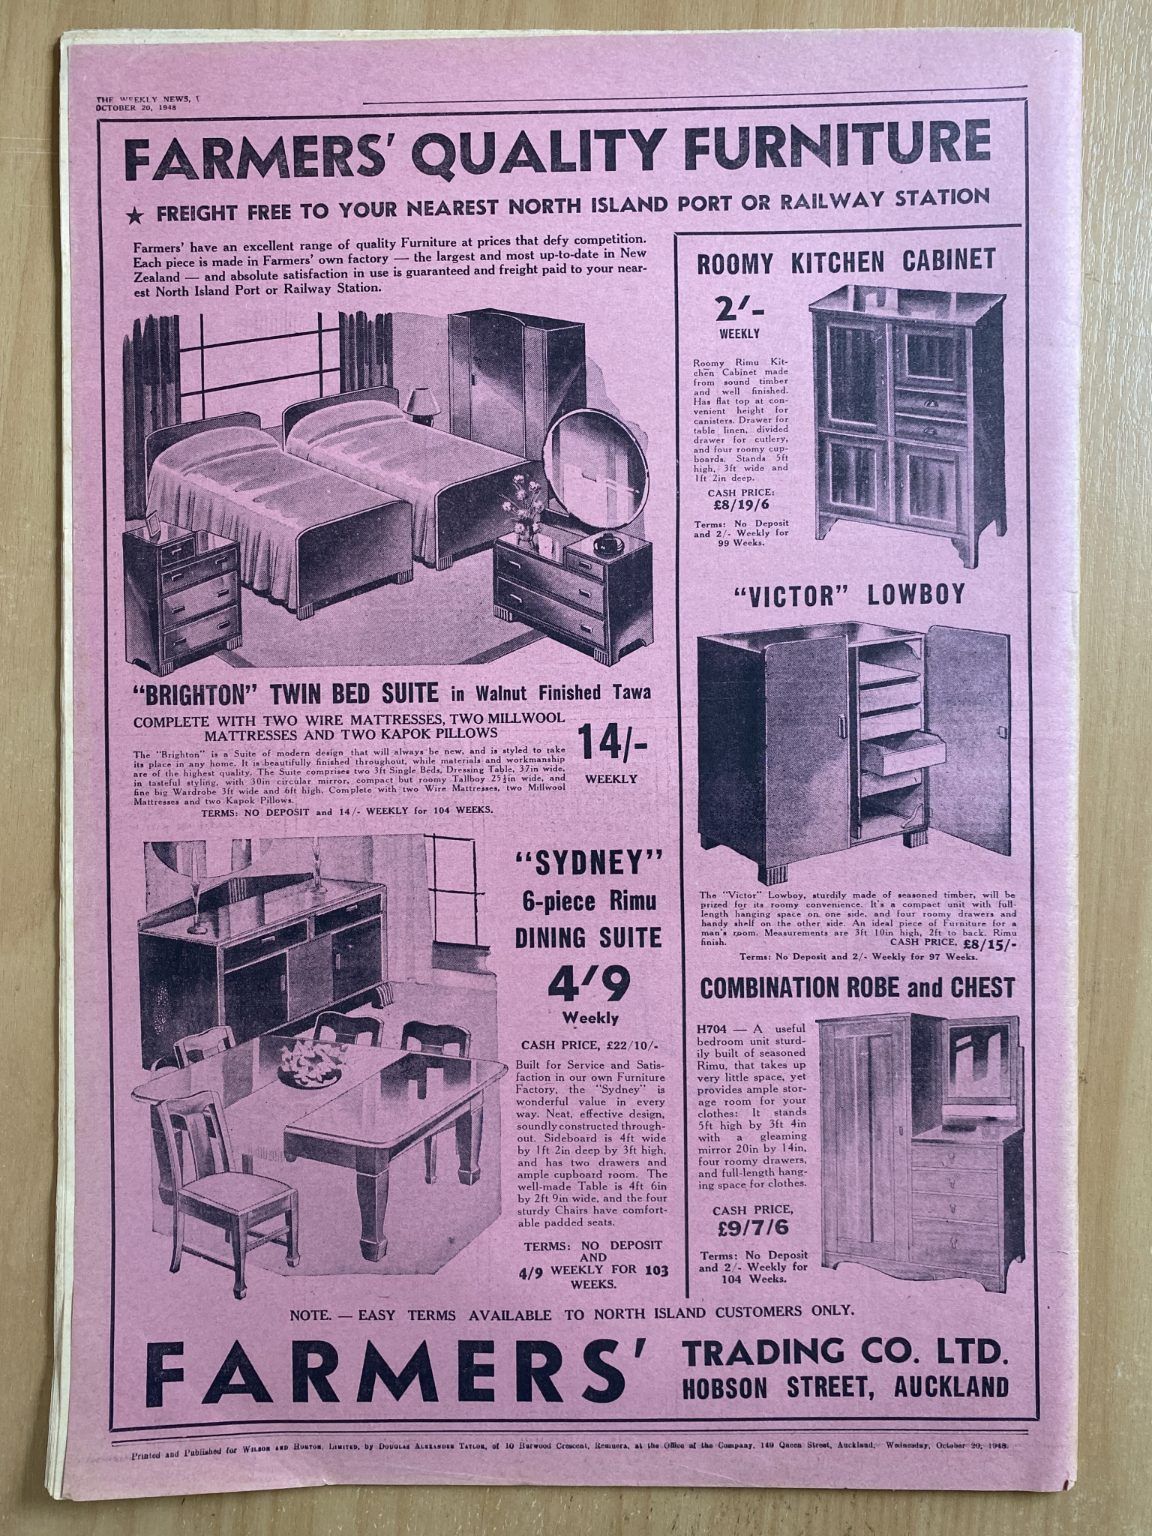 THE WEEKLY NEWS,
OCTOBER 20, 1948
FARMERS' QUALITY FURNITURE
★ FREIGHT FREE TO YOUR NEAREST NORTH ISLAND PORT OR RAILWAY STATION
Farmers' have an excellent range of quality Furniture at prices that defy competition.
Each piece is made in Farmers' own factory — the largest and most up-to-date in New
Zealand — and absolute satisfaction in use is guaranteed and freight paid to your near-
est North Island Port or Railway Station.
"BRIGHTON" TWIN BED SUITE in Walnut Finished Tawa
COMPLETE WITH TWO WIRE MATTRESSES, TWO MILLWOOL
MATTRESSES AND TWO KAPOK PILLOWS
14/-
WEEKLY
The "Brighton" is a Suite of modern design that will always be new, and is styled to take
its place in any home. It is beautifully finished throughout, while materials and workmanship
are of the highest quality. The Suite comprises two 3ft Single Beds, Dressing Table, 37in wide,
in tasteful styling, with 30in circular mirror, compact but roomy Tallboy 25½in wide, and
fine big Wardrobe 3ft wide and 6ft high. Complete with two Wire Mattresses, two Millwool
Mattresses and two Kapok Pillows.
TERMS: NO DEPOSIT and 14/- WEEKLY for 104 WEEKS.
"SYDNEY"
6-piece Rimu
DINING SUITE
4/9
Weekly
CASH PRICE, £22/10/-
Built for Service and Satis-
faction in our own Furniture
Factory, the "Sydney" is
wonderful value in every
way. Neat, effective design,
soundly constructed through-
out. Sideboard is 4ft wide
by 1ft 2in deep by 3ft high,
and has two drawers and
ample cupboard room. The
well-made Table is 4ft 6in
by 2ft 9in wide, and the four
sturdy Chairs have comfort-
able padded seats.
TERMS: NO DEPOSIT
AND
4/9 WEEKLY FOR 103
WEEKS.
ROOMY KITCHEN CABINET
2/-
WEEKLY
Roomy Rimu Kit-
chen Cabinet made
from sound timber
and well finished.
Has flat top at con-
venient height for
canisters. Drawer for
table linen, divided
drawer for cutlery,
and four roomy cup-
boards. Stands 5ft
high, 3ft wide and
1ft 2in deep.
CASH PRICE:
£8/19/6
Terms: No Deposit
and 2/- Weekly for
99 Weeks.
"VICTOR" LOWBOY
The "Victor" Lowboy, sturdily made of seasoned timber, will be
prized for its roomy convenience. It's a compact unit with full-
length hanging space on one side, and four roomy drawers and
handy shelf on the other side. An ideal piece of Furniture for a
man's room. Measurements are 3ft 10in high, 2ft to back. Rimu
finish. CASH PRICE, £8/15/-
Terms: No Deposit and 2/- Weekly for 97 Weeks.
COMBINATION ROBE and CHEST
H704 — A useful
bedroom unit sturd-
ily built of seasoned
Rimu, that takes up
very little space, yet
provides ample stor-
age room for your
clothes: It stands
5ft high by 3ft 4in
with a gleaming
mirror 20in by 14in,
four roomy drawers,
and full-length hang-
ing space for clothes.
CASH PRICE,
£9/7/6
Terms: No Deposit
and 2/- Weekly for
104 Weeks.
NOTE. — EASY TERMS AVAILABLE TO NORTH ISLAND CUSTOMERS ONLY.
FARMERS' TRADING CO. LTD.
HOBSON STREET, AUCKLAND
Printed and Published for WILSON AND HORTON, LIMITED, by DOUGLAS ALEXANDER TAYLOR, of 10 Burwood Crescent, Remuera, at the Office of the Company, 149 Queen Street, Auckland, Wednesday, October 20, 1948.